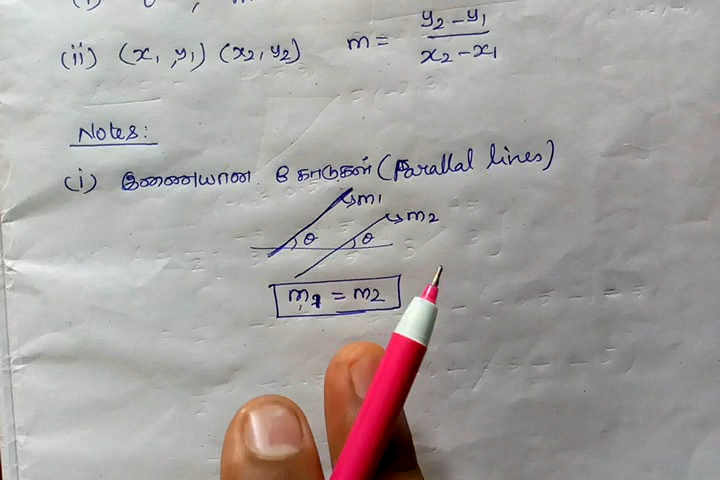 (ii) (x₁, y₁) (x₂, y₂) m = y₂ - y₁ / x₂ - x₁
Notes:
(i) இணையான கோடுகள் (Parallal lines)
m₁
m₂
θ θ
m₁ = m₂